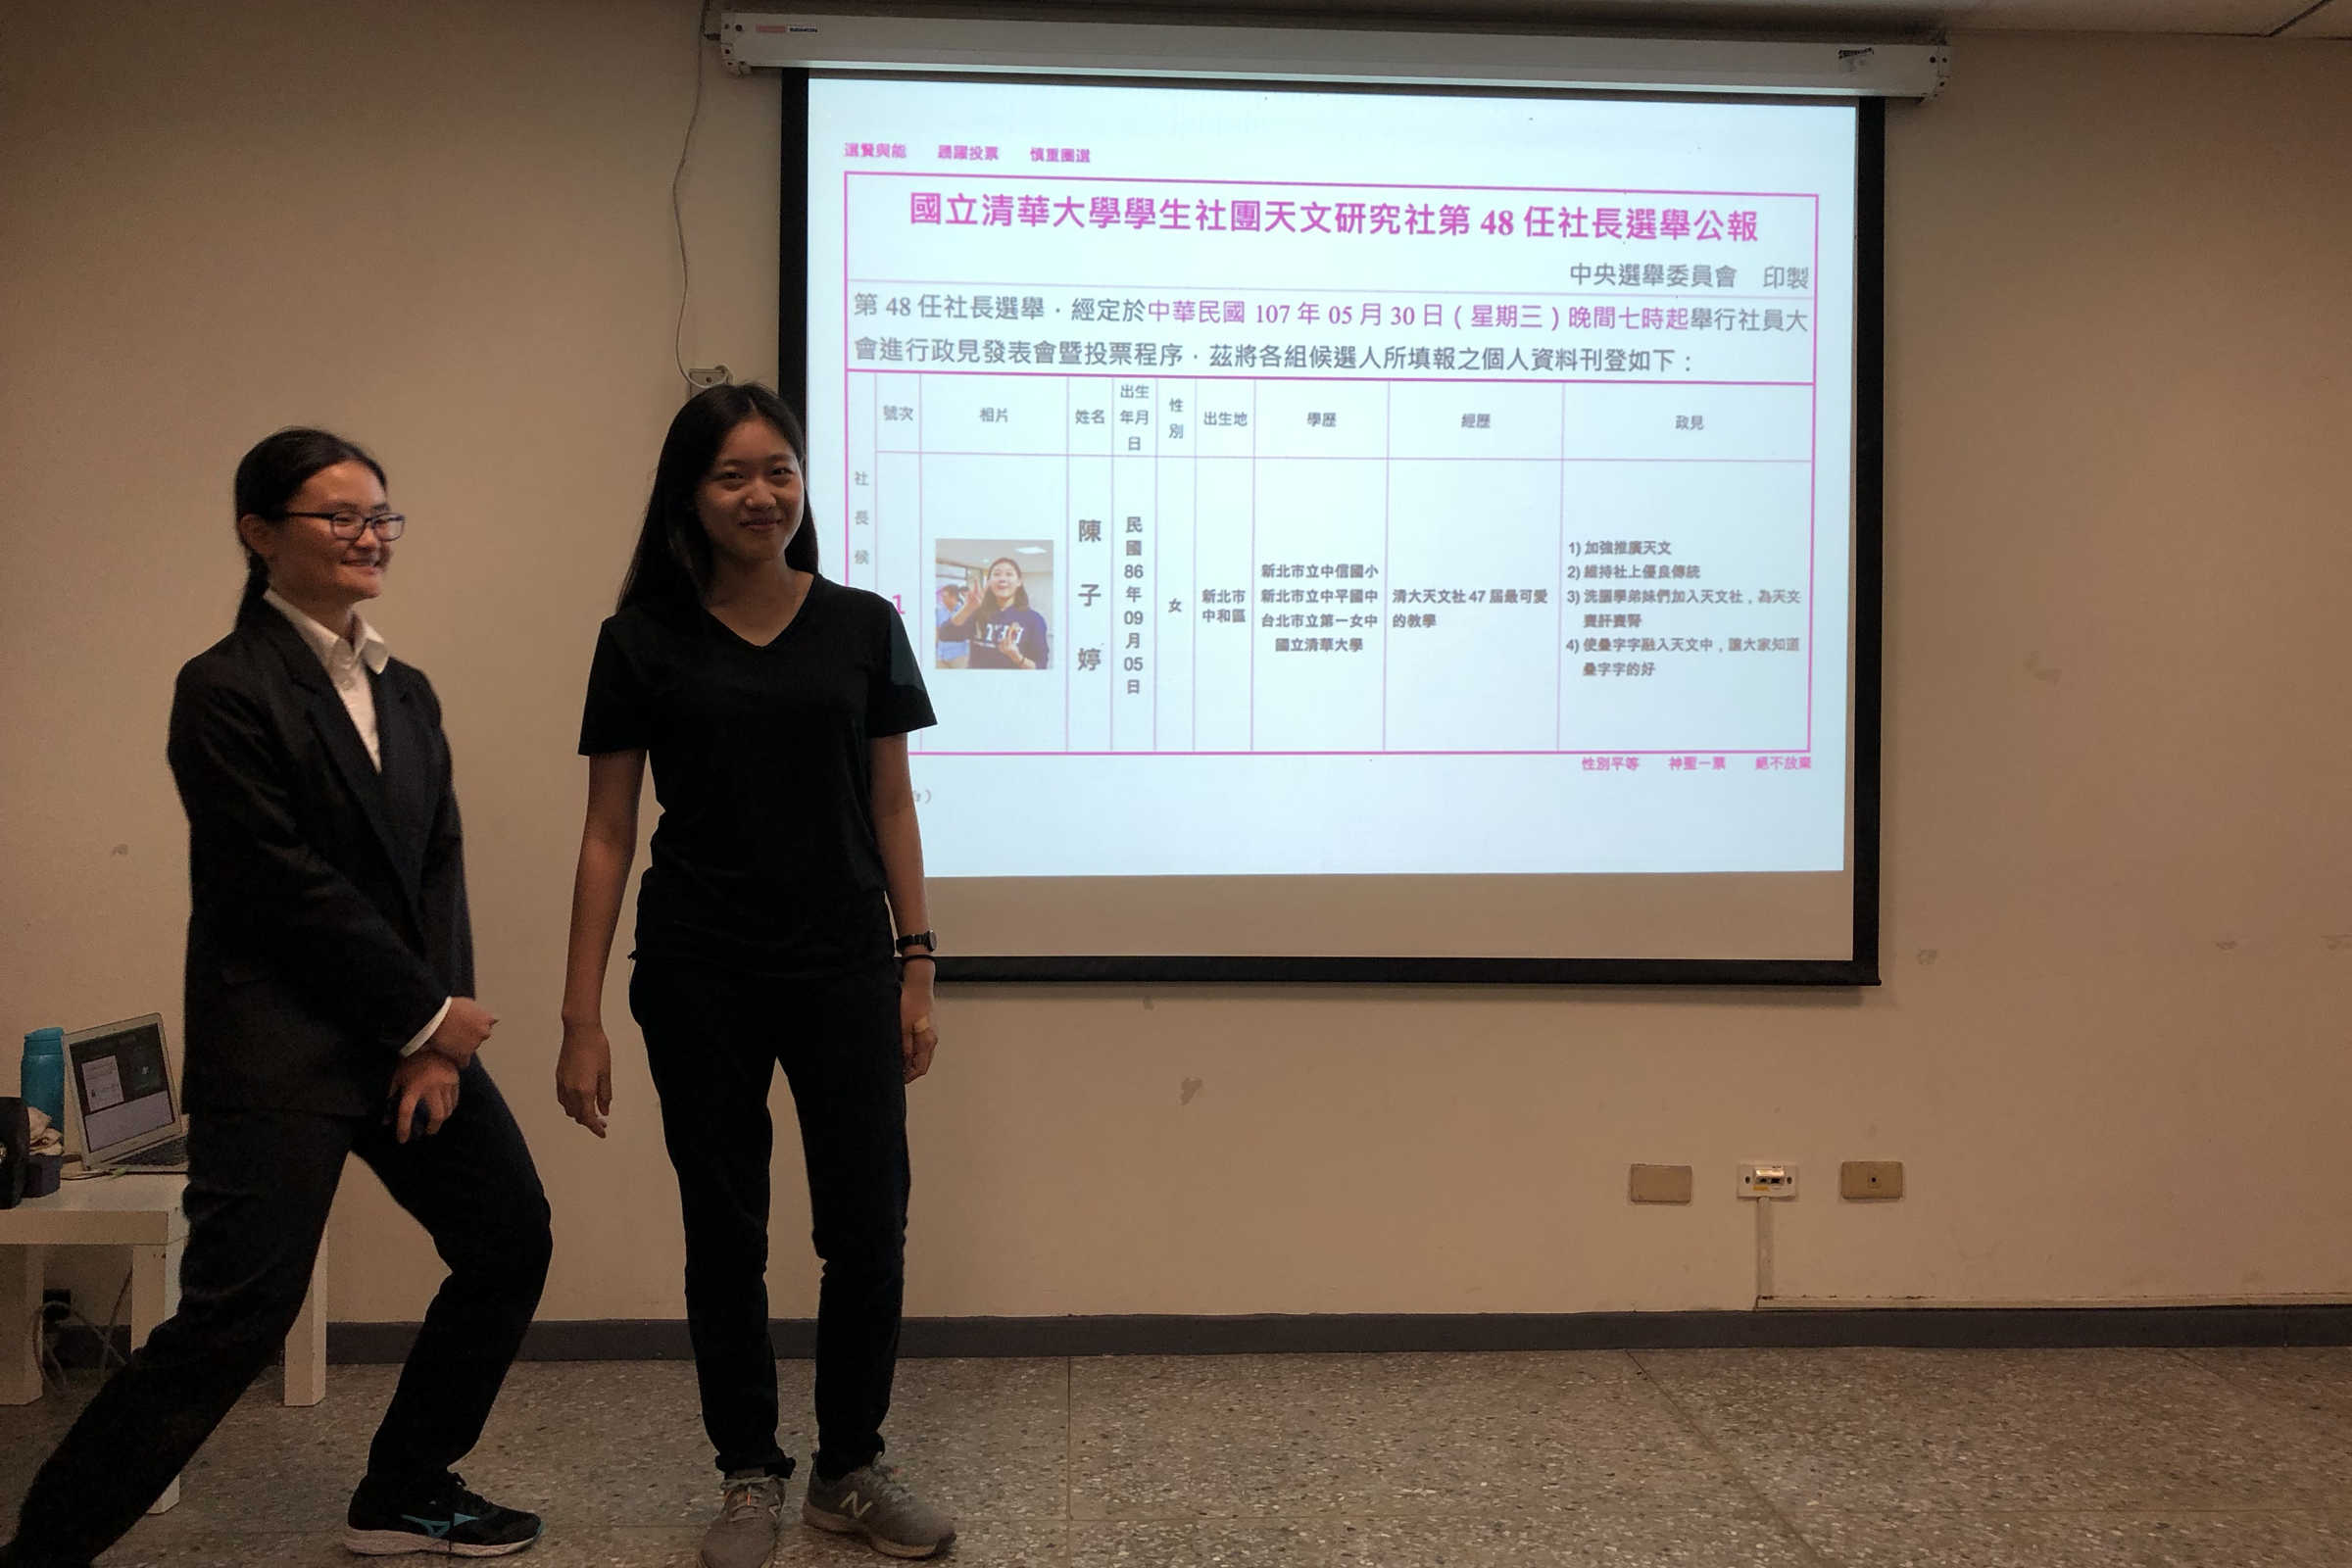 選賢與能 踴躍投票 慎重圈選
國立清華大學學生社團天文研究社第 48 任社長選舉公報
中央選舉委員會 印製
第 48 任社長選舉，經定於中華民國 107 年 05 月 30 日（星期三）晚間七時起舉行社員大
會進行政見發表會暨投票程序，茲將各組候選人所填報之個人資料刊登如下：
號次 相片 姓名 出生年月日 性別 出生地 學歷 經歷 政見
社長候
1
陳子婷
民國86年09月05日
女
新北市
中和區
新北市立中信國小
新北市立中平國中
台北市立第一女中
國立清華大學
清大天文社 47 屆最可愛
的教學
1) 加強推廣天文
2) 維持社上優良傳統
3) 洗腦學弟妹們加入天文社，為天文
賣肝賣腎
4) 使疊字字融入天文中，讓大家知道
疊字字的好
性別平等 神聖一票 絕不放棄
N